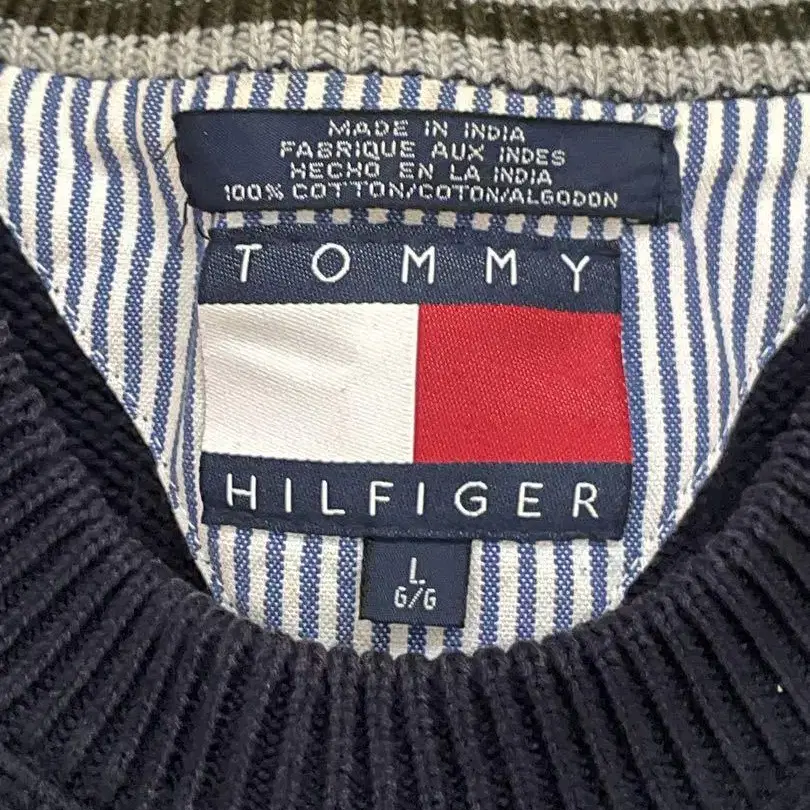 MADE IN INDIA
FABRIQUE AUX INDES
HECHO EN LA INDIA
100% COTTON/COTON/ALGODON
TOMMY
HILFIGER
L
G/G